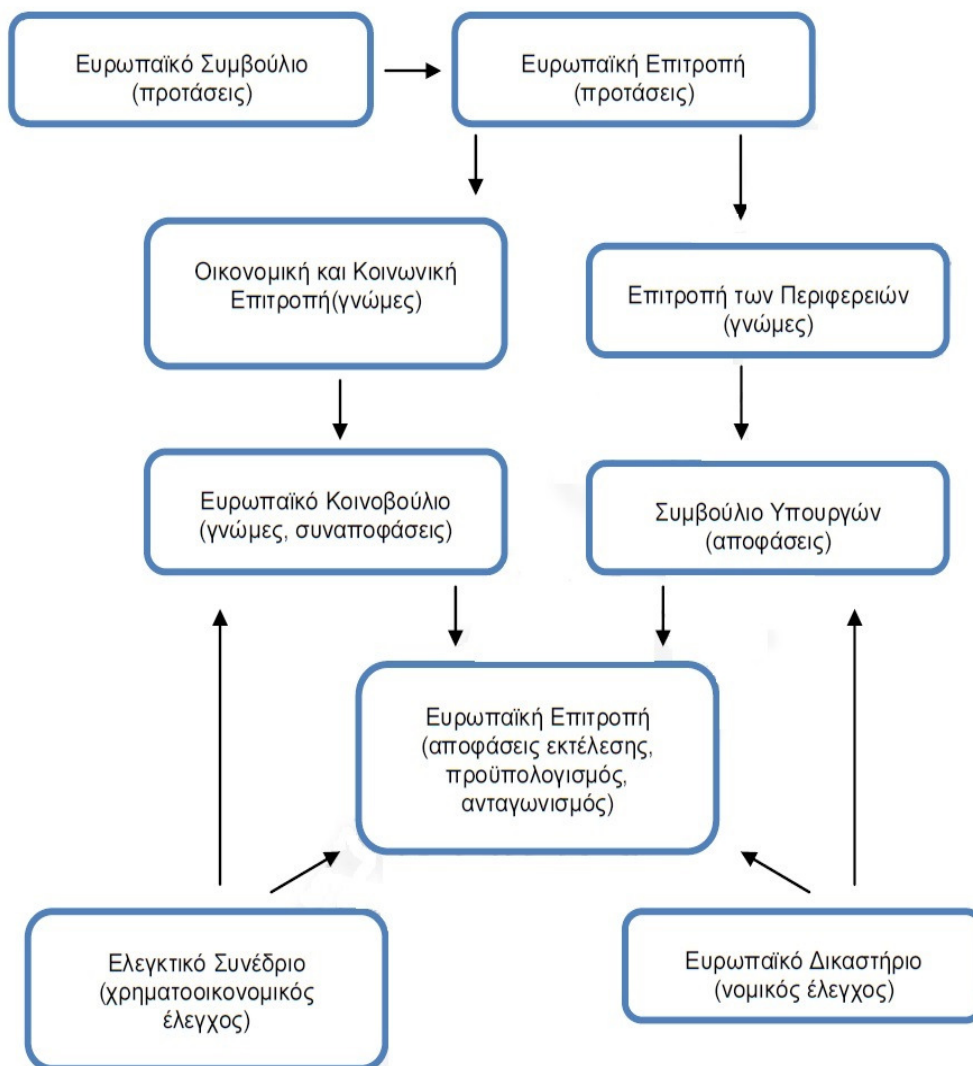 Ευρωπαϊκό Συμβούλιο
(προτάσεις)
Ευρωπαϊκή Επιτροπή
(προτάσεις)
Οικονομική και Κοινωνική
Επιτροπή(γνώμες)
Επιτροπή των Περιφερειών
(γνώμες)
Ευρωπαϊκό Κοινοβούλιο
(γνώμες, συναποφάσεις)
Συμβούλιο Υπουργών
(αποφάσεις)
Ευρωπαϊκή Επιτροπή
(αποφάσεις εκτέλεσης,
προϋπολογισμός,
ανταγωνισμός)
Ελεγκτικό Συνέδριο
(χρηματοοικονομικός
έλεγχος)
Ευρωπαϊκό Δικαστήριο
(νομικός έλεγχος)